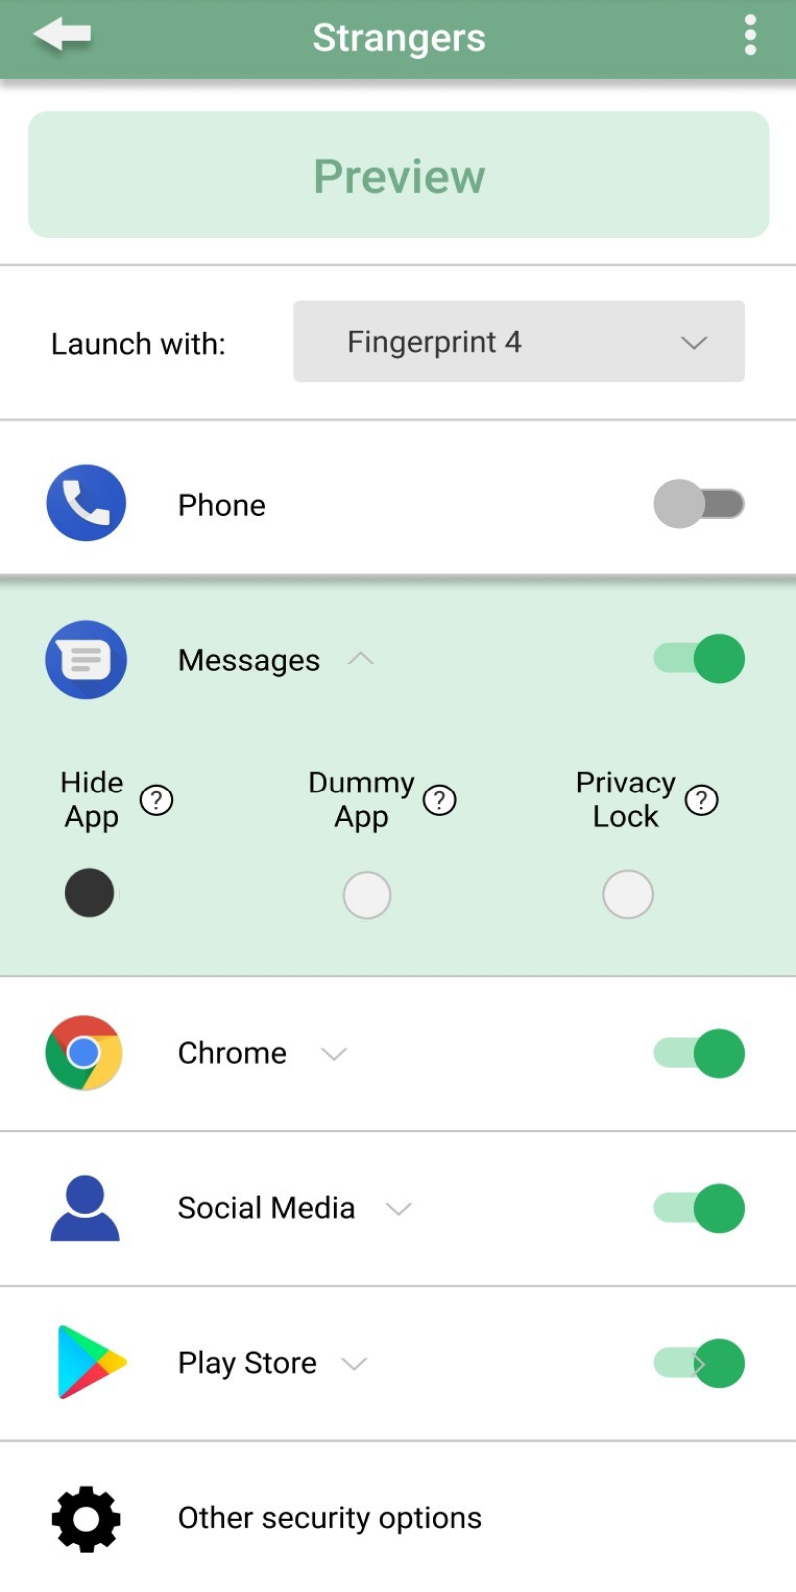 Strangers
Preview
Launch with:
Fingerprint 4
Phone
Messages
Hide
App
?
Dummy
App
?
Privacy
Lock
?
Chrome
Social Media
Play Store
Other security options